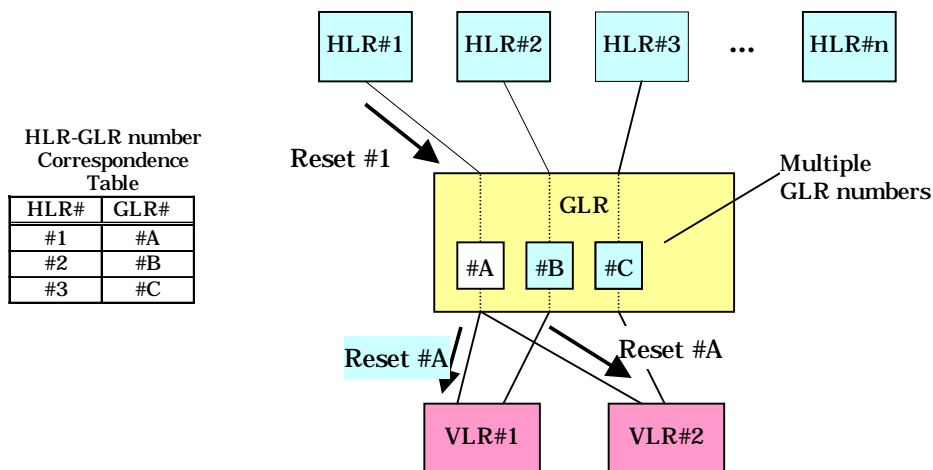 HLR#1 HLR#2 HLR#3 ... HLR#n
Reset #1
HLR-GLR number
Correspondence
Table
HLR# GLR#
#1 #A
#2 #B
#3 #C
Multiple
GLR numbers
GLR
#A #B #C
Reset #A
Reset #A
VLR#1 VLR#2